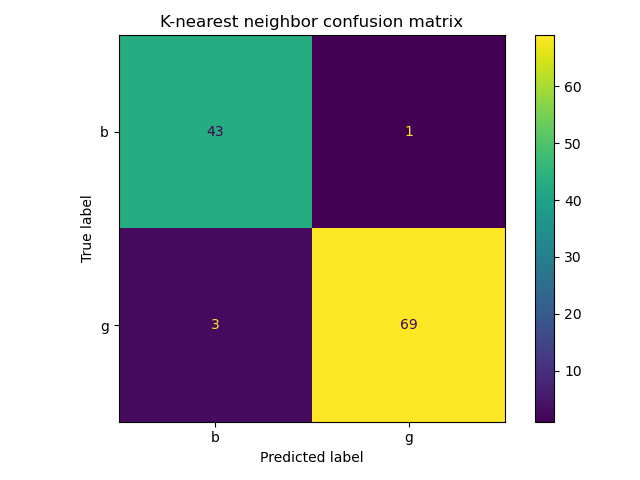 K-nearest neighbor confusion matrix
b
43
1
g
3
69
b
g
Predicted label
True label
60
50
40
30
20
10